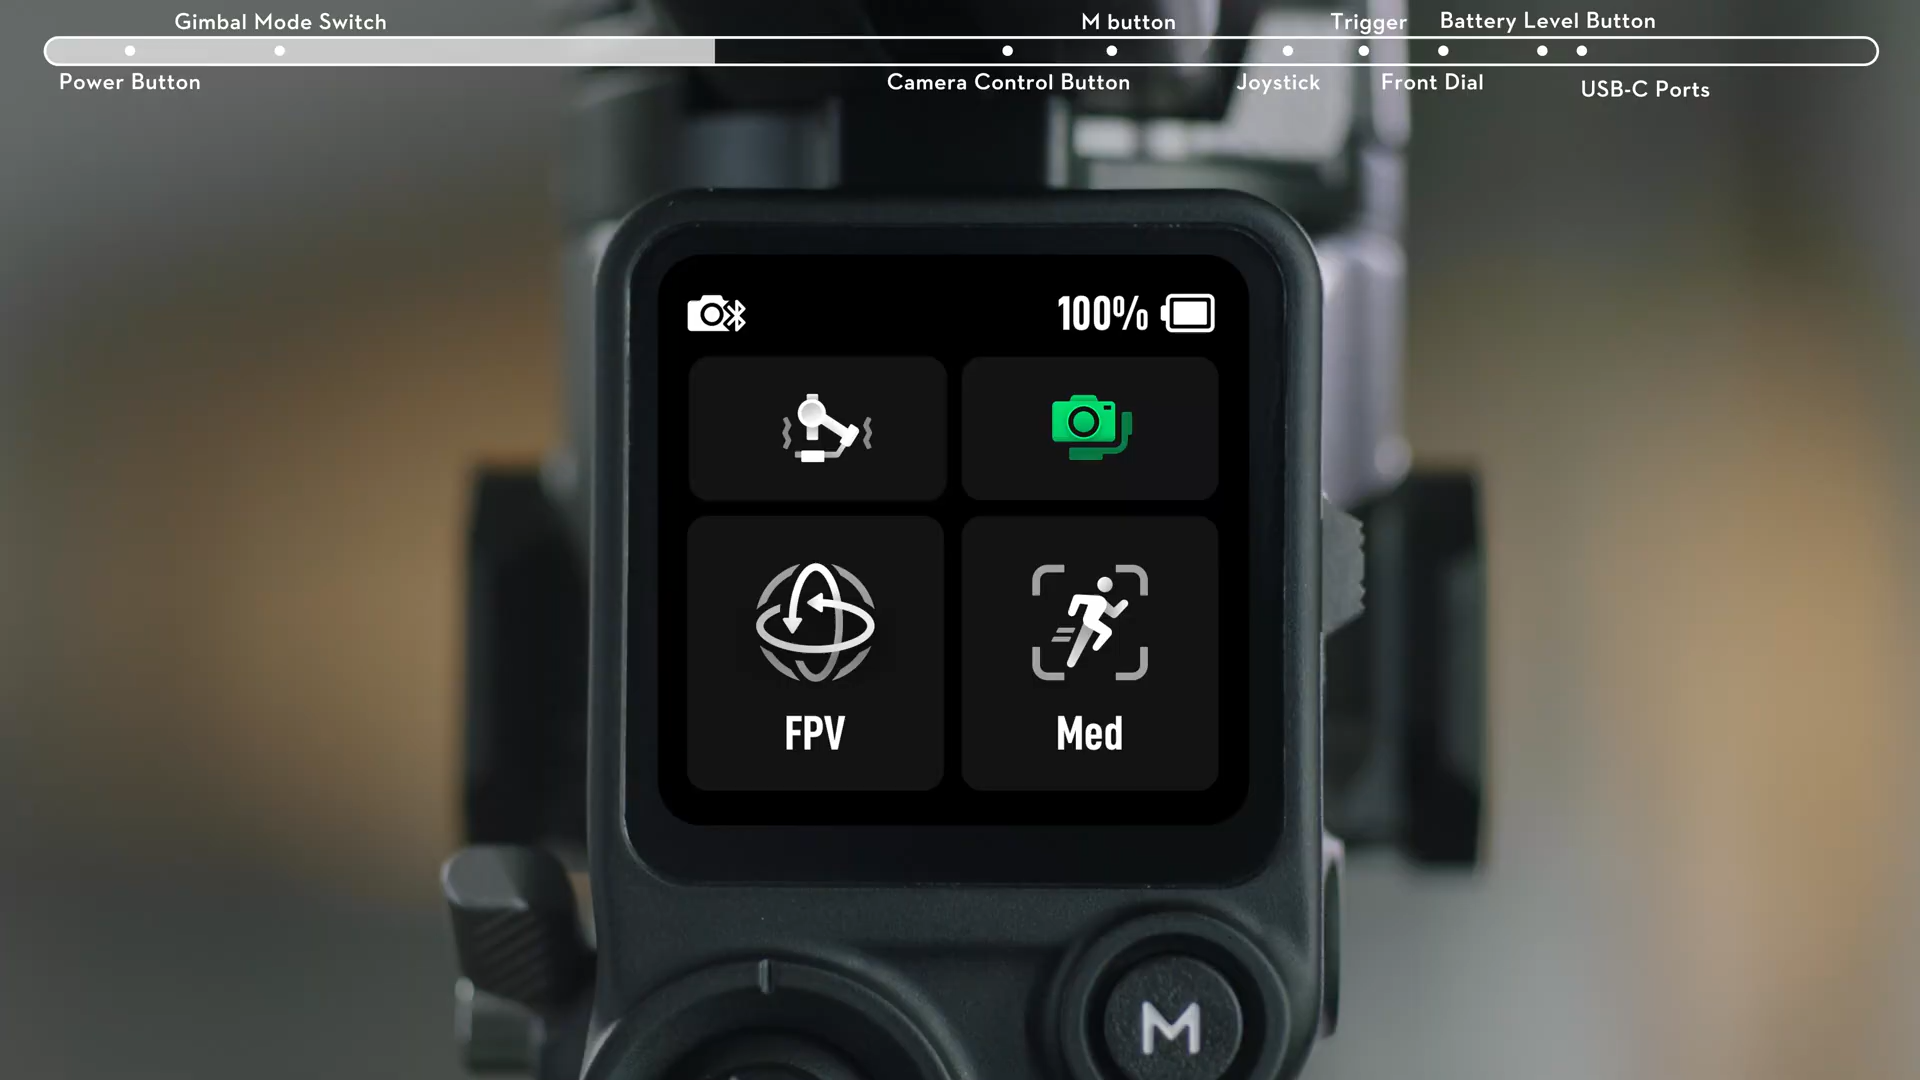 Gimbal Mode Switch
M button
Trigger
Battery Level Button
Power Button
Camera Control Button
Joystick
Front Dial
USB-C Ports
100%
FPV
Med
M